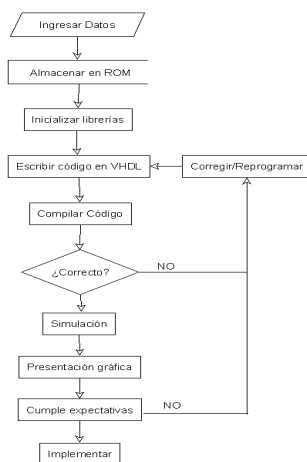 Ingresar Datos
Almacenar en ROM
Inicializar librerías
Escribir código en VHDL
Corregir/Reprogramar
Compilar Código
¿Correcto?
NO
Simulación
Presentación gráfica
Cumple expectativas
NO
Implementar